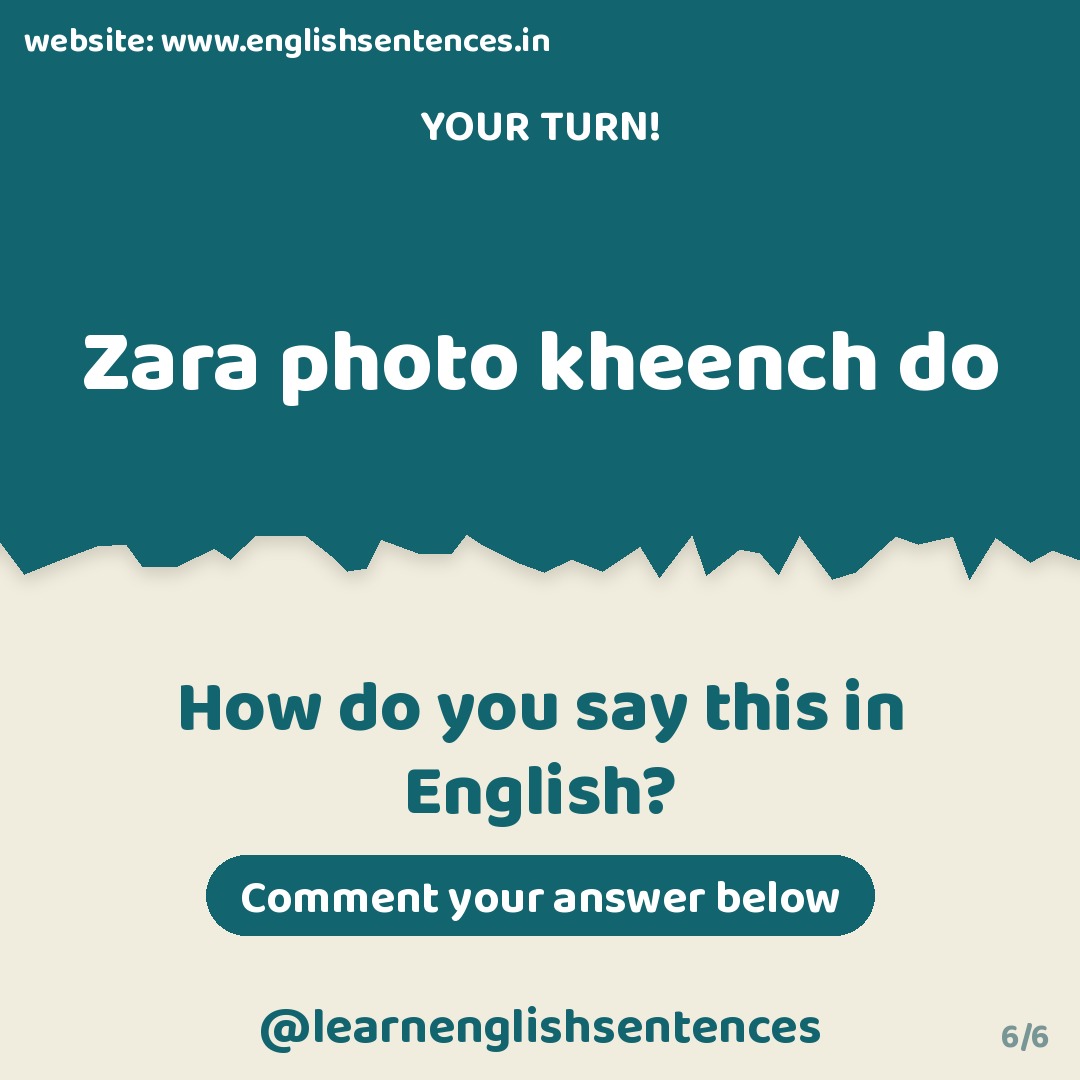 website: www.englishsentences.in
YOUR TURN!
Zara photo kheench do
How do you say this in
English?
Comment your answer below
@learnenglishsentences
6/6